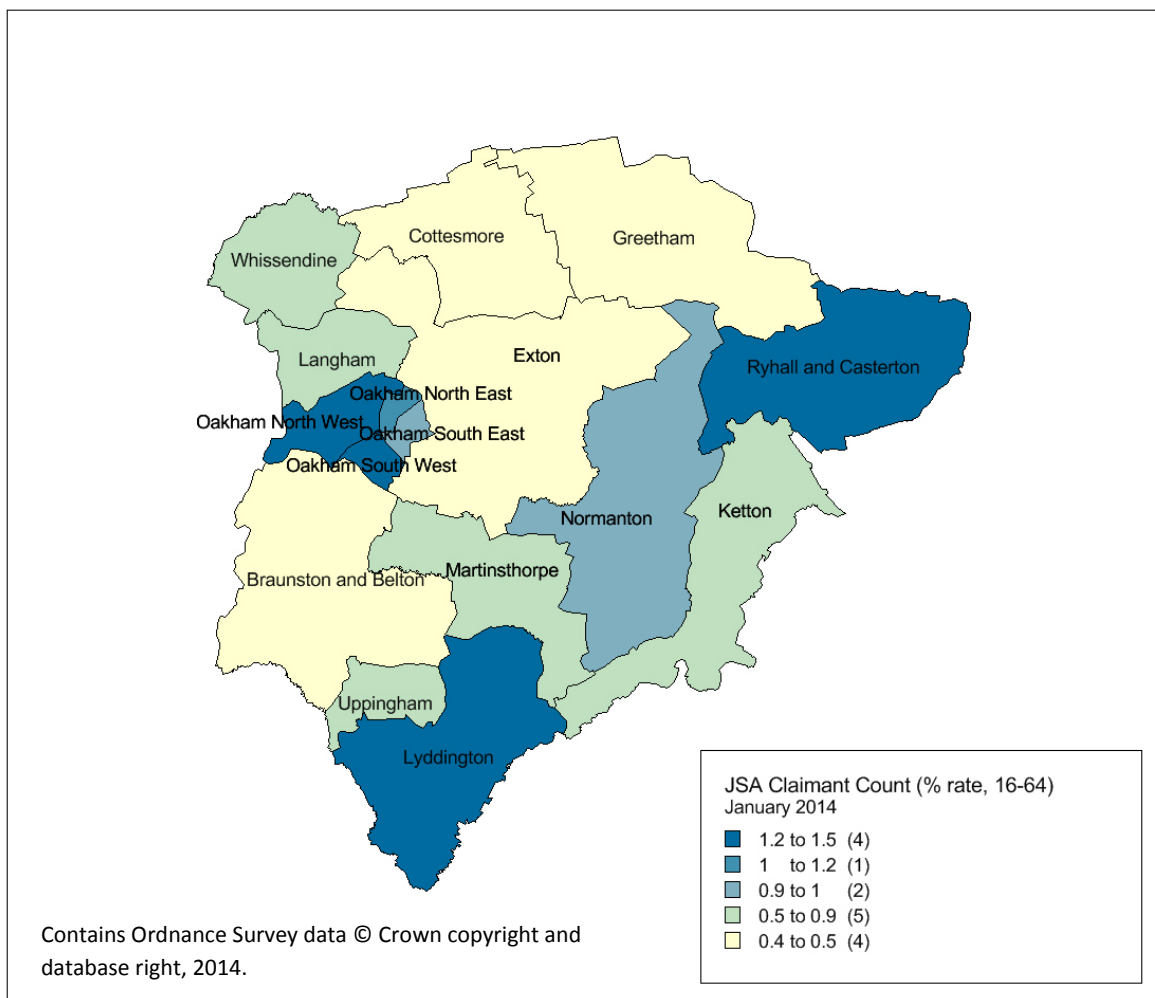 Cottesmore
Greetham
Whissendine
Exton
Langham
Ryhall and Casterton
Oakham North East
Oakham North West
Oakham South East
Oakham South West
Ketton
Normanton
Martinsthorpe
Braunston and Belton
Uppingham
Lyddington
JSA Claimant Count (% rate, 16-64)
January 2014
1.2 to 1.5 (4)
1 to 1.2 (1)
0.9 to 1 (2)
0.5 to 0.9 (5)
0.4 to 0.5 (4)
Contains Ordnance Survey data © Crown copyright and
database right, 2014.